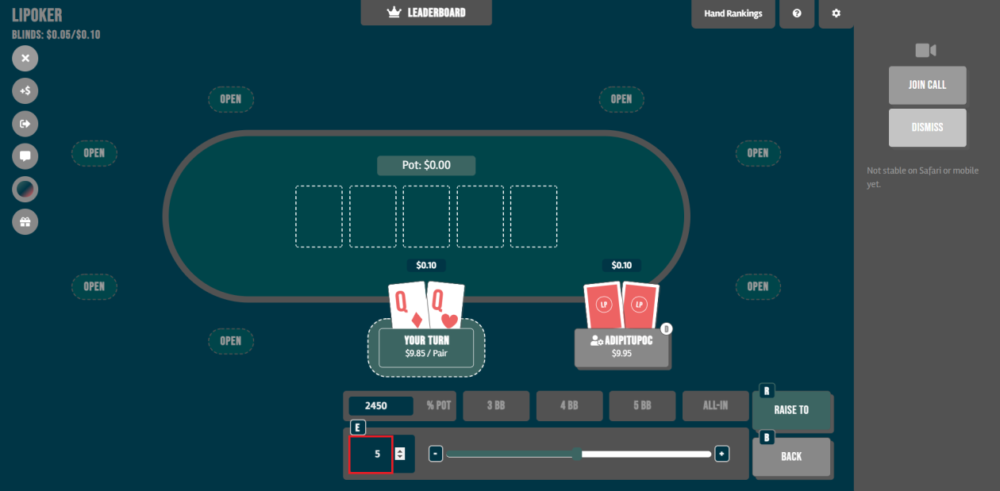 LIPOKER
BLINDS: $0.05/$0.10
LEADERBOARD
Hand Rankings
+$
JOIN CALL
DISMISS
Not stable on Safari or mobile
yet.
OPEN
OPEN
OPEN
OPEN
Pot: $0.00
$0.10
$0.10
OPEN
OPEN
Q
Q
LP
LP
OPEN
YOUR TURN
$9.85 / Pair
D
ADIPITUPOC
$9.95
2450
% POT
3 BB
4 BB
5 BB
ALL-IN
R
RAISE TO
E
5
-
+
B
BACK